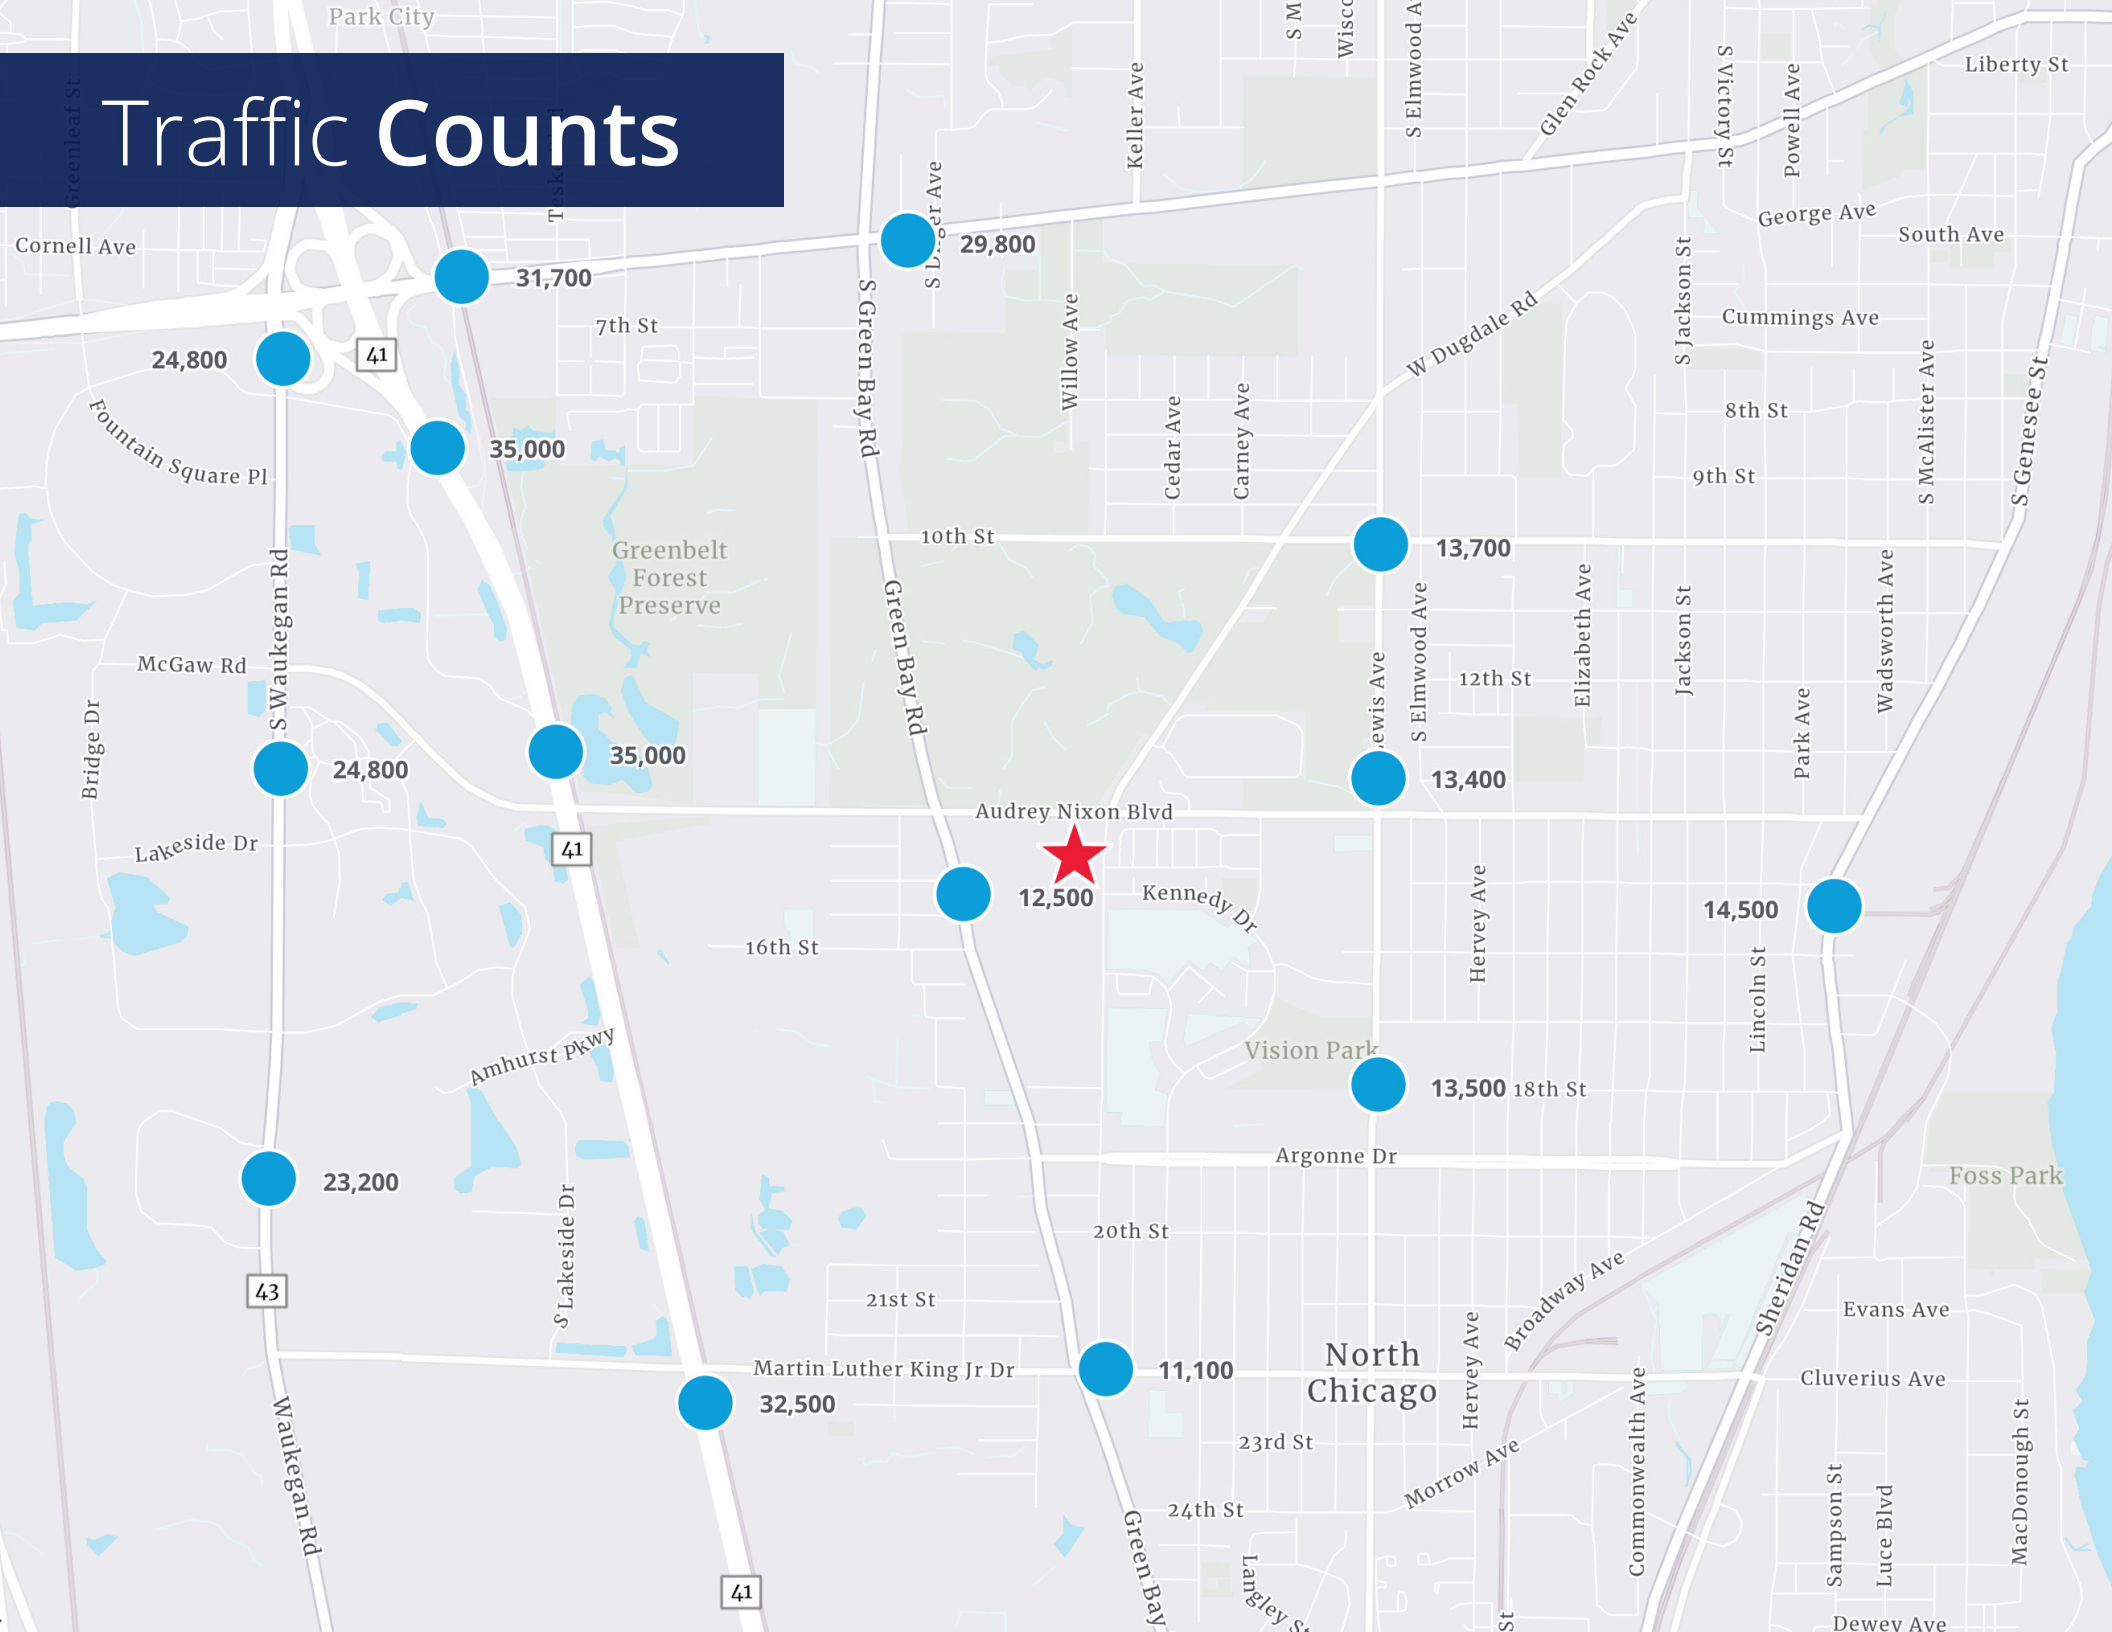 Park City
Traffic Counts
Greenleaf St
Cornell Ave
S Elmwood Ave
Keller Ave
Glen Rock Ave
S Victory St
Powell Ave
Liberty St
George Ave
South Ave
29,800
31,700
24,800
41
7th St
S Green Bay Rd
Willow Ave
W Dugdale Rd
S Jackson St
Cummings Ave
S McAlister Ave
S Genesee St
Fountain Square Pl
35,000
Cedar Ave
Carney Ave
8th St
9th St
10th St
13,700
Greenbelt
Forest
Preserve
S Waukegan Rd
McGaw Rd
Green Bay Rd
S Elmwood Ave
12th St
Elizabeth Ave
Jackson St
Wadsworth Ave
Park Ave
Bridge Dr
24,800
35,000
13,400
Audrey Nixon Blvd
Lakeside Dr
41
12,500
Kennedy Dr
Hervey Ave
14,500
16th St
Lincoln St
Amhurst Pkwy
Vision Park
13,500
18th St
Argonne Dr
Foss Park
23,200
S Lakeside Dr
20th St
43
21st St
Broadway Ave
Sheridan Rd
Evans Ave
Martin Luther King Jr Dr
11,100
North
Chicago
Hervey Ave
Cluverius Ave
32,500
Waukegan Rd
23rd St
Morrow Ave
Commonwealth Ave
MacDonough St
24th St
Green Bay
Sampson St
Luce Blvd
41
Langley St
St
Dewey Ave